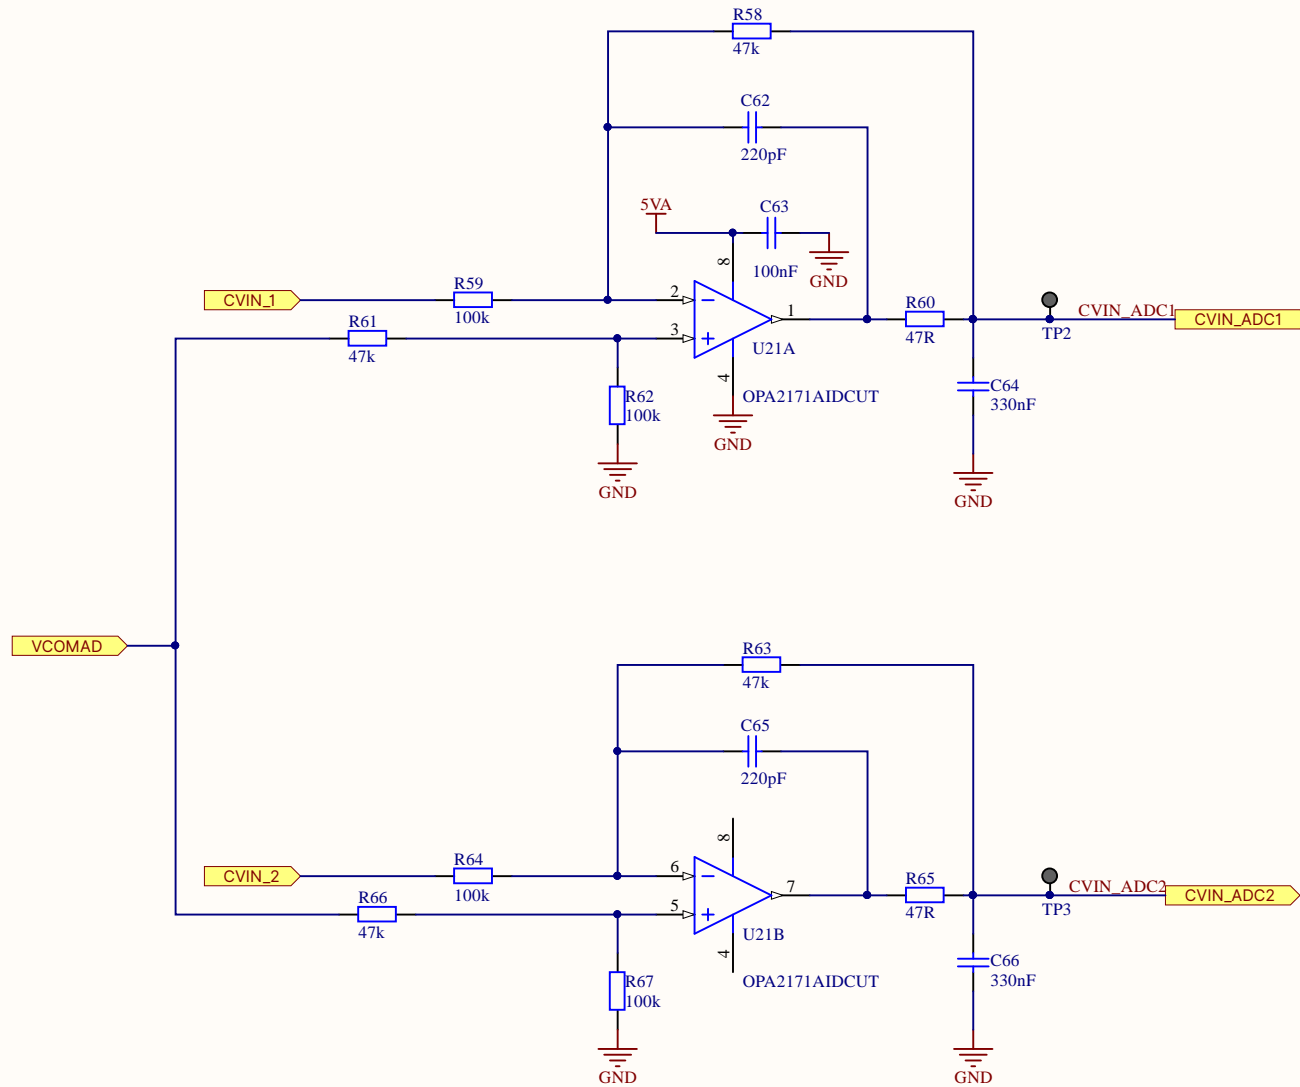 R58
47k
C62
220pF
5VA
C63
100nF
GND
8
CVIN_1
R59
100k
2
3
1
U21A
4
OPA2171AIDCUT
GND
R61
47k
R62
100k
GND
R60
47R
TP2
CVIN_ADC1
CVIN_ADC1
C64
330nF
GND
VCOMAD
R63
47k
C65
220pF
8
CVIN_2
R64
100k
6
5
7
U21B
4
OPA2171AIDCUT
R66
47k
R67
100k
GND
R65
47R
TP3
CVIN_ADC2
CVIN_ADC2
C66
330nF
GND